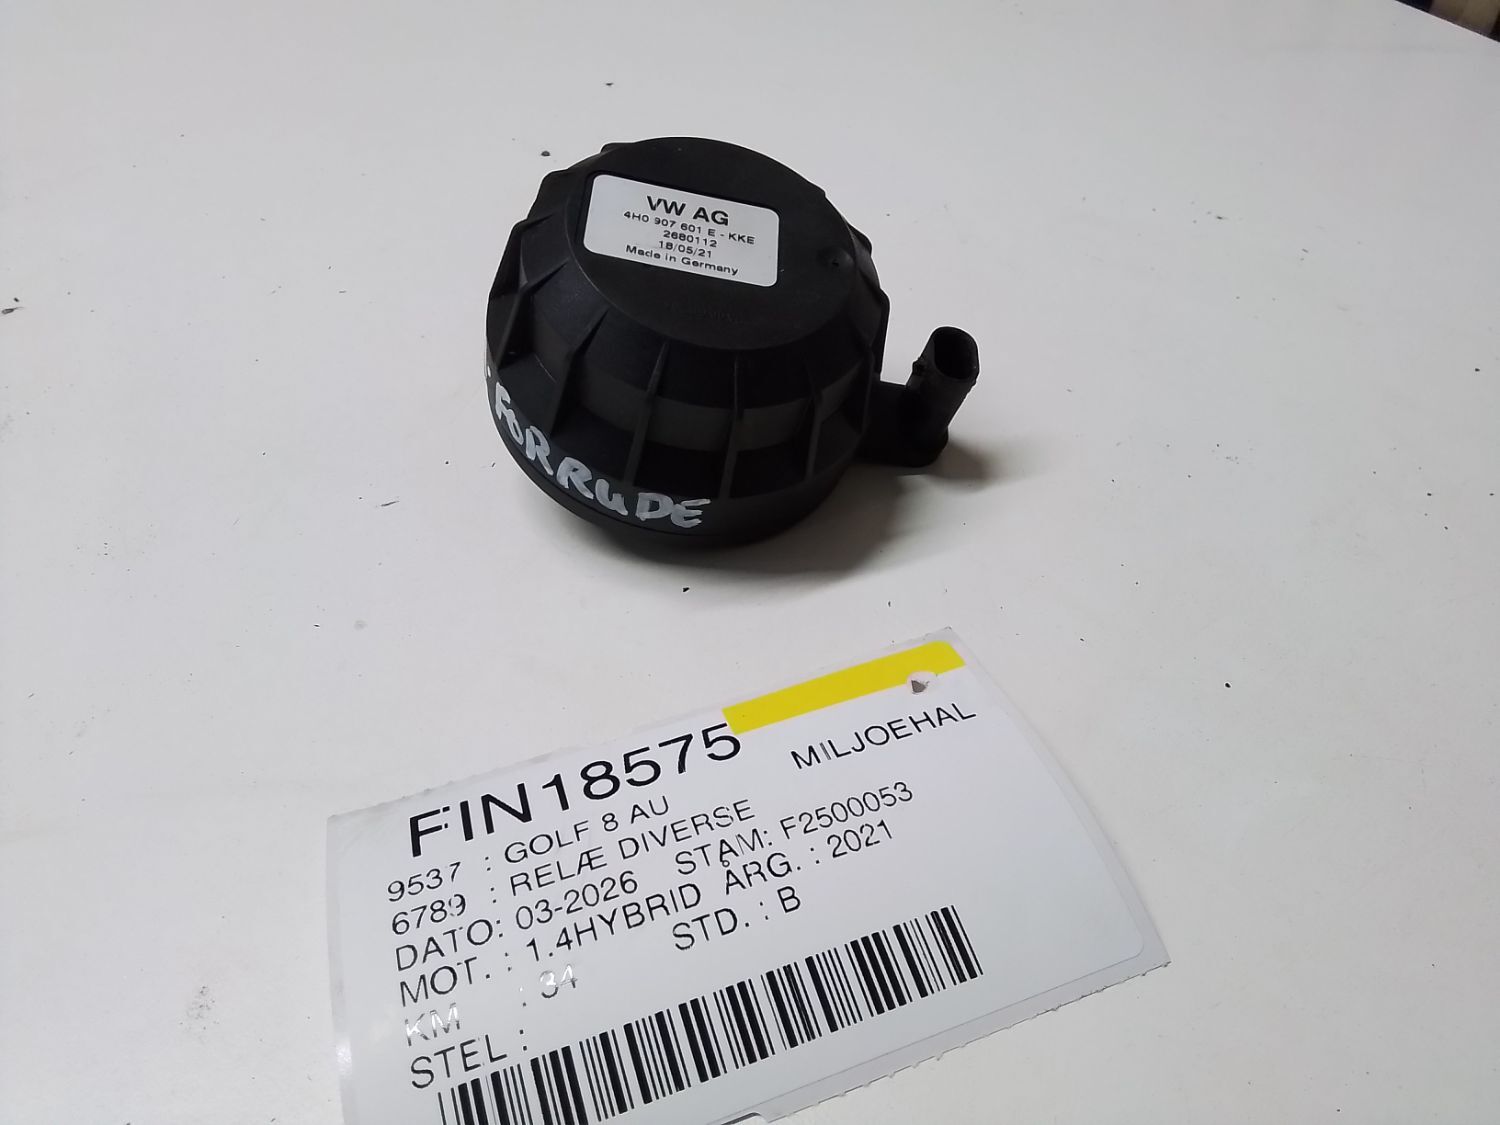 VW AG
4H0 907 601 E - KKE
2680112
18/05/21
Made in Germany
FORRUDE
FIN18575
MILJOEHAL
9537 : GOLF 8 AU
6789 : RELÆ DIVERSE
DATO: 03-2026 STAM: F2500053
MOT. : 1.4HYBRID ÅRG. : 2021
KM : 34 STD. : B
STEL :